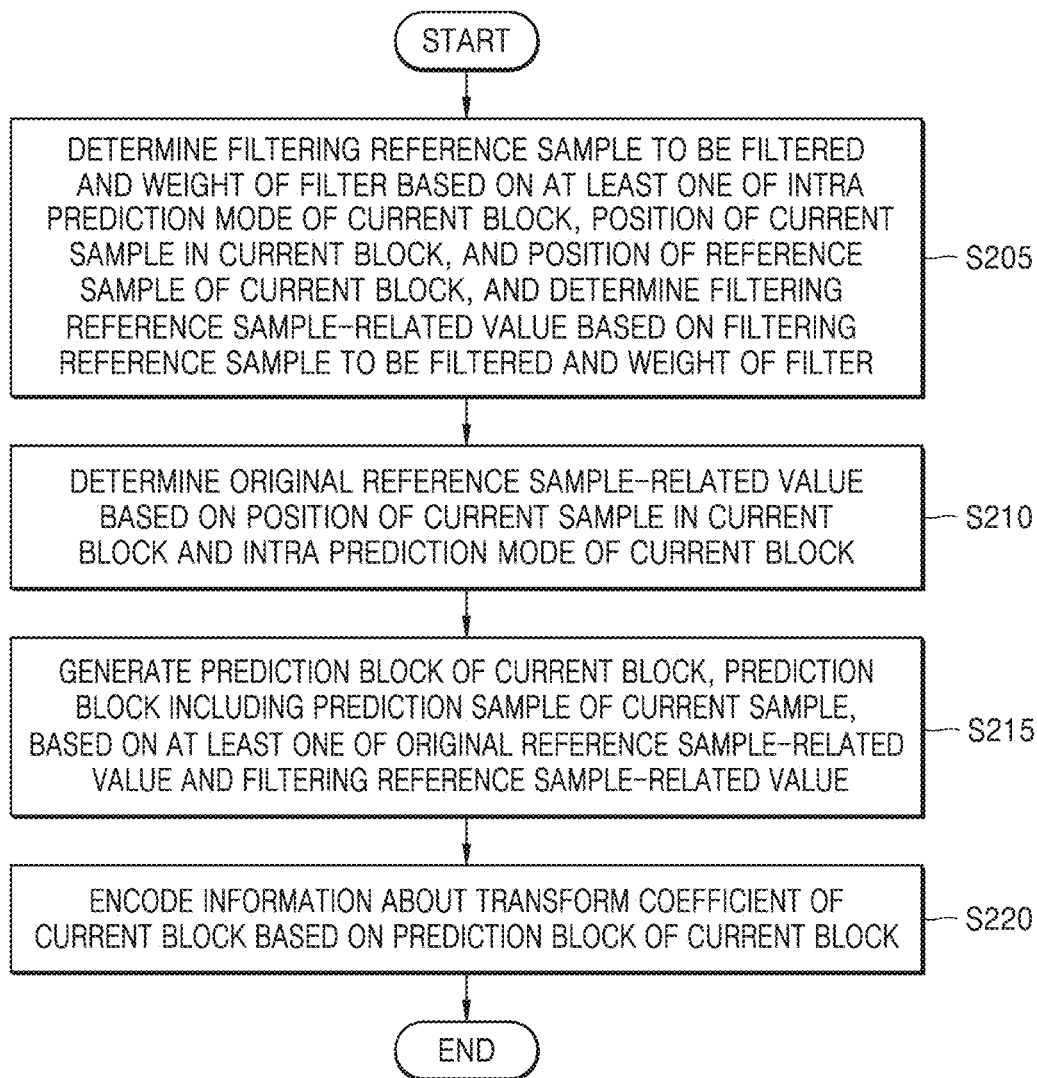 START
DETERMINE FILTERING REFERENCE SAMPLE TO BE FILTERED
AND WEIGHT OF FILTER BASED ON AT LEAST ONE OF INTRA
PREDICTION MODE OF CURRENT BLOCK, POSITION OF CURRENT
SAMPLE IN CURRENT BLOCK, AND POSITION OF REFERENCE
SAMPLE OF CURRENT BLOCK, AND DETERMINE FILTERING
REFERENCE SAMPLE-RELATED VALUE BASED ON FILTERING
REFERENCE SAMPLE TO BE FILTERED AND WEIGHT OF FILTER
S205
DETERMINE ORIGINAL REFERENCE SAMPLE-RELATED VALUE
BASED ON POSITION OF CURRENT SAMPLE IN CURRENT
BLOCK AND INTRA PREDICTION MODE OF CURRENT BLOCK
S210
GENERATE PREDICTION BLOCK OF CURRENT BLOCK, PREDICTION
BLOCK INCLUDING PREDICTION SAMPLE OF CURRENT SAMPLE,
BASED ON AT LEAST ONE OF ORIGINAL REFERENCE SAMPLE-RELATED
VALUE AND FILTERING REFERENCE SAMPLE-RELATED VALUE
S215
ENCODE INFORMATION ABOUT TRANSFORM COEFFICIENT OF
CURRENT BLOCK BASED ON PREDICTION BLOCK OF CURRENT BLOCK
S220
END